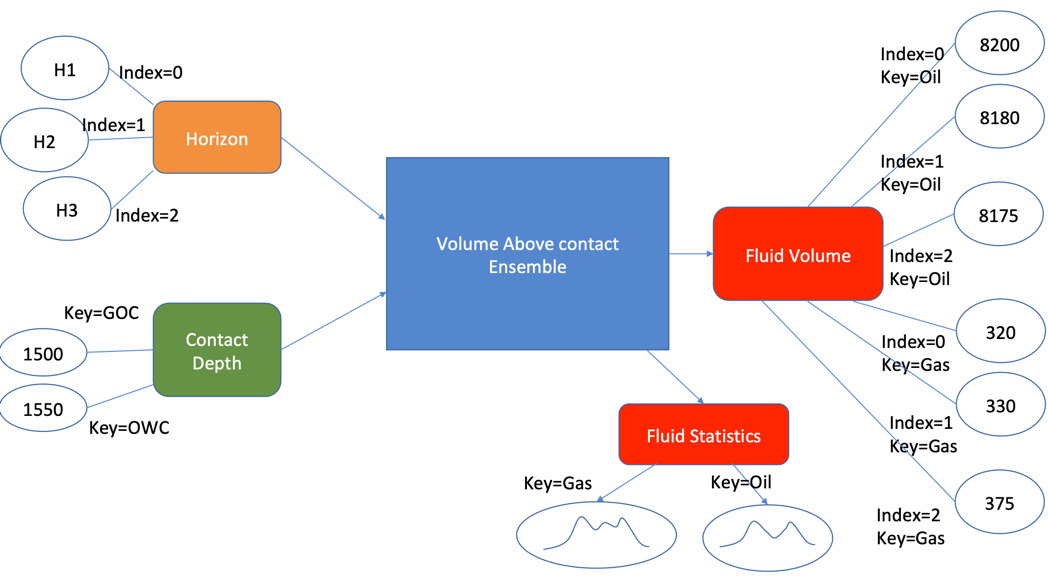 H1
Index=0
H2
Index=1
H3
Index=2
Horizon
Key=GOC
1500
1550
Key=OWC
Contact
Depth
Volume Above contact
Ensemble
Fluid Volume
Index=0
Key=Oil
8200
Index=1
Key=Oil
8180
Index=2
Key=Oil
8175
Index=0
Key=Gas
320
Index=1
Key=Gas
330
Index=2
Key=Gas
375
Fluid Statistics
Key=Gas
Key=Oil